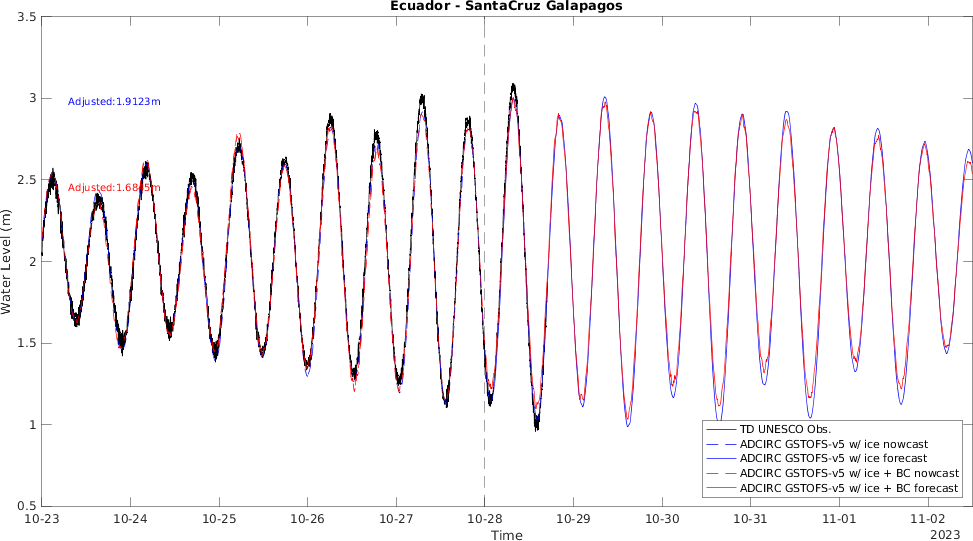 Ecuador - SantaCruz Galapagos
3.5
3
2.5
2
1.5
1
0.5
Water Level (m)
Adjusted:1.9123m
TD UNESCO Obs.
ADCIRC GSTOFS-v5 w/ ice nowcast
ADCIRC GSTOFS-v5 w/ ice forecast
ADCIRC GSTOFS-v5 w/ ice + BC nowcast
ADCIRC GSTOFS-v5 w/ ice + BC forecast
10-23 10-24 10-25 10-26 10-27 10-28 10-29 10-30 10-31 11-01 11-02
2023
Time